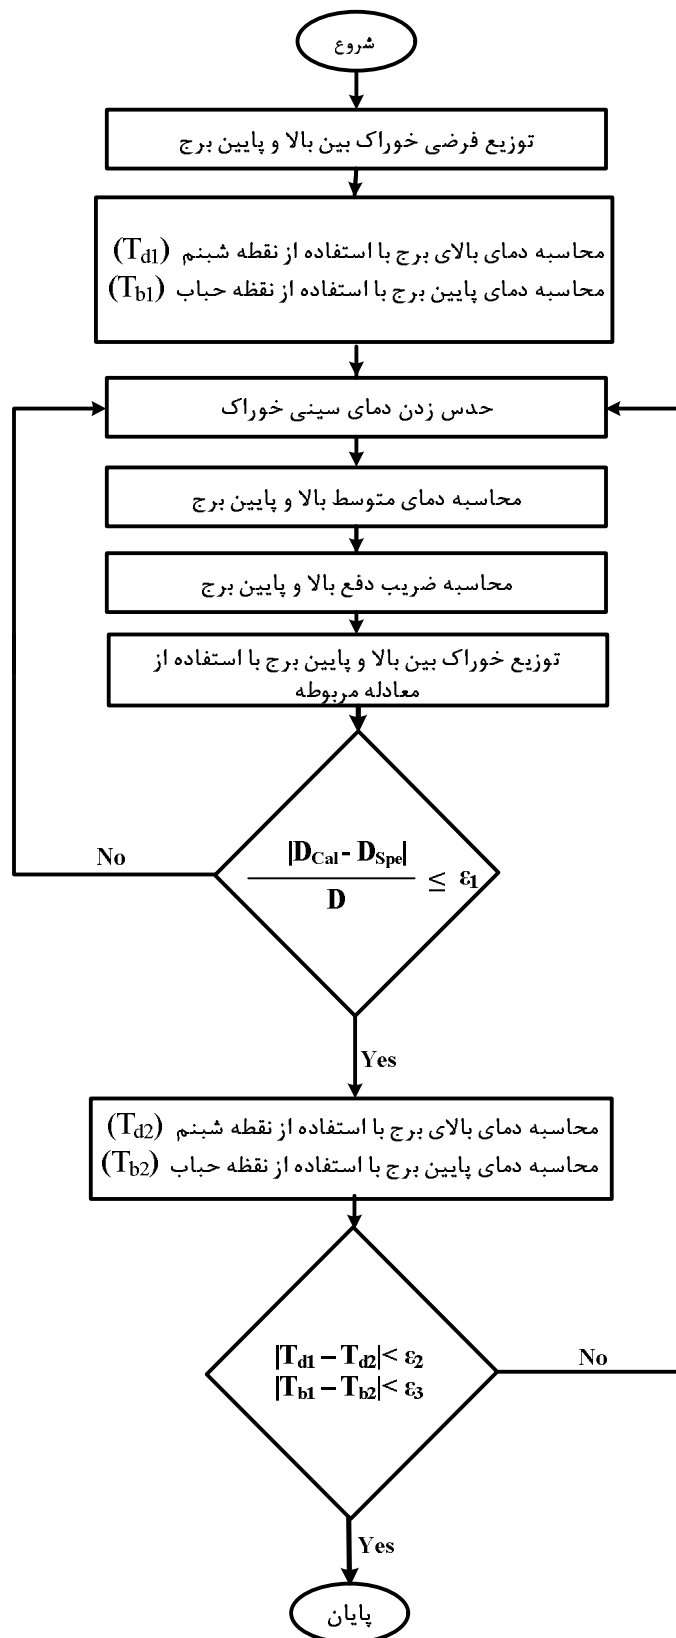 شروع
توزیع فرضی خوراک بین بالا و پایین برج
محاسبه دمای بالای برج با استفاده از نقطه شبنم (Td1)
محاسبه دمای پایین برج با استفاده از نقظه حباب (Tb1)
حدس زدن دمای سینی خوراک
محاسبه دمای متوسط بالا و پایین برج
محاسبه ضریب دفع بالا و پایین برج
توزیع خوراک بین بالا و پایین برج با استفاده از
معادله مربوطه
|DCal - DSpe|
D
≤ ε1
No
Yes
محاسبه دمای بالای برج با استفاده از نقطه شبنم (Td2)
محاسبه دمای پایین برج با استفاده از نقظه حباب (Tb2)
|Td1 – Td2|< ε2
|Tb1 – Tb2|< ε3
No
Yes
پایان